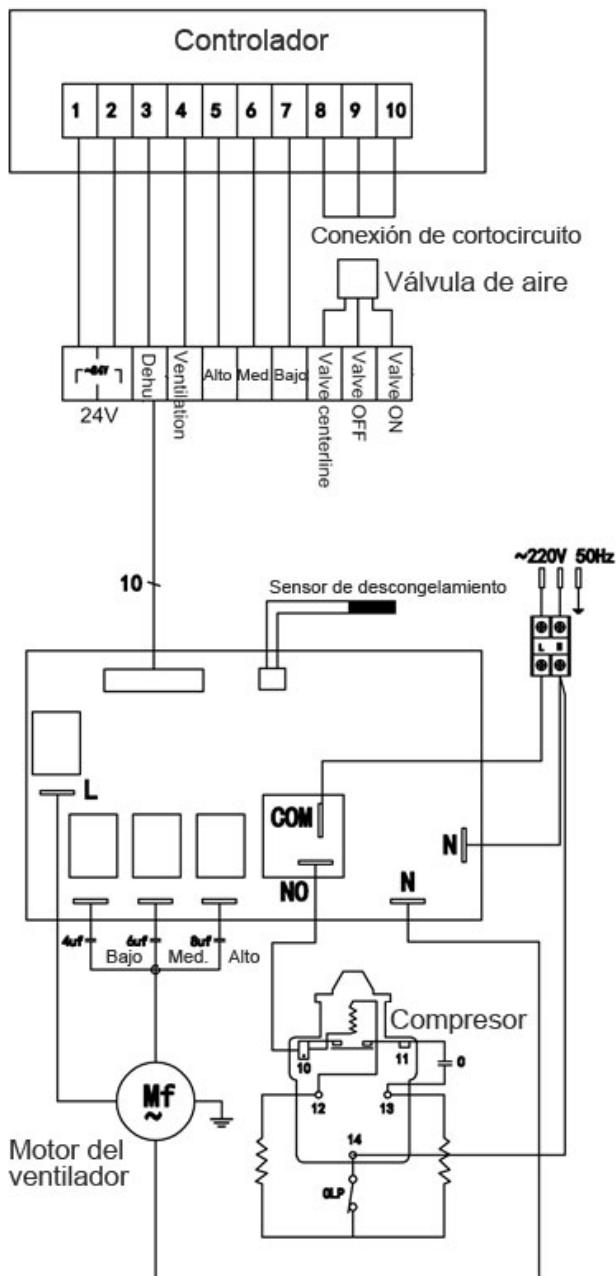 Controlador
1 2 3 4 5 6 7 8 9 10
Conexión de cortocircuito
Válvula de aire
Dehu
Ventilation
Alto
Med.
Bajo
Valve centerline
Valve OFF
Valve ON
24V
~220V 50Hz
10
Sensor de descongelamiento
L
L
COM
N
NO
N
4uf
6uf
8uf
Bajo
Med.
Alto
Compresor
10
11
12
13
14
OLP
Mf
~
Motor del
ventilador